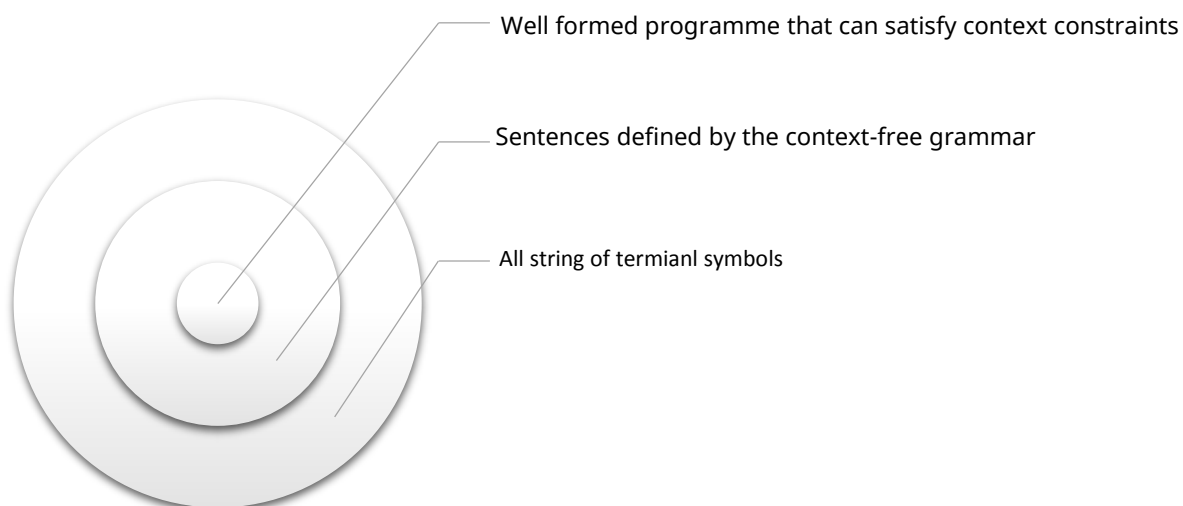 Well formed programme that can satisfy context constraints
Sentences defined by the context-free grammar
All string of termianl symbols